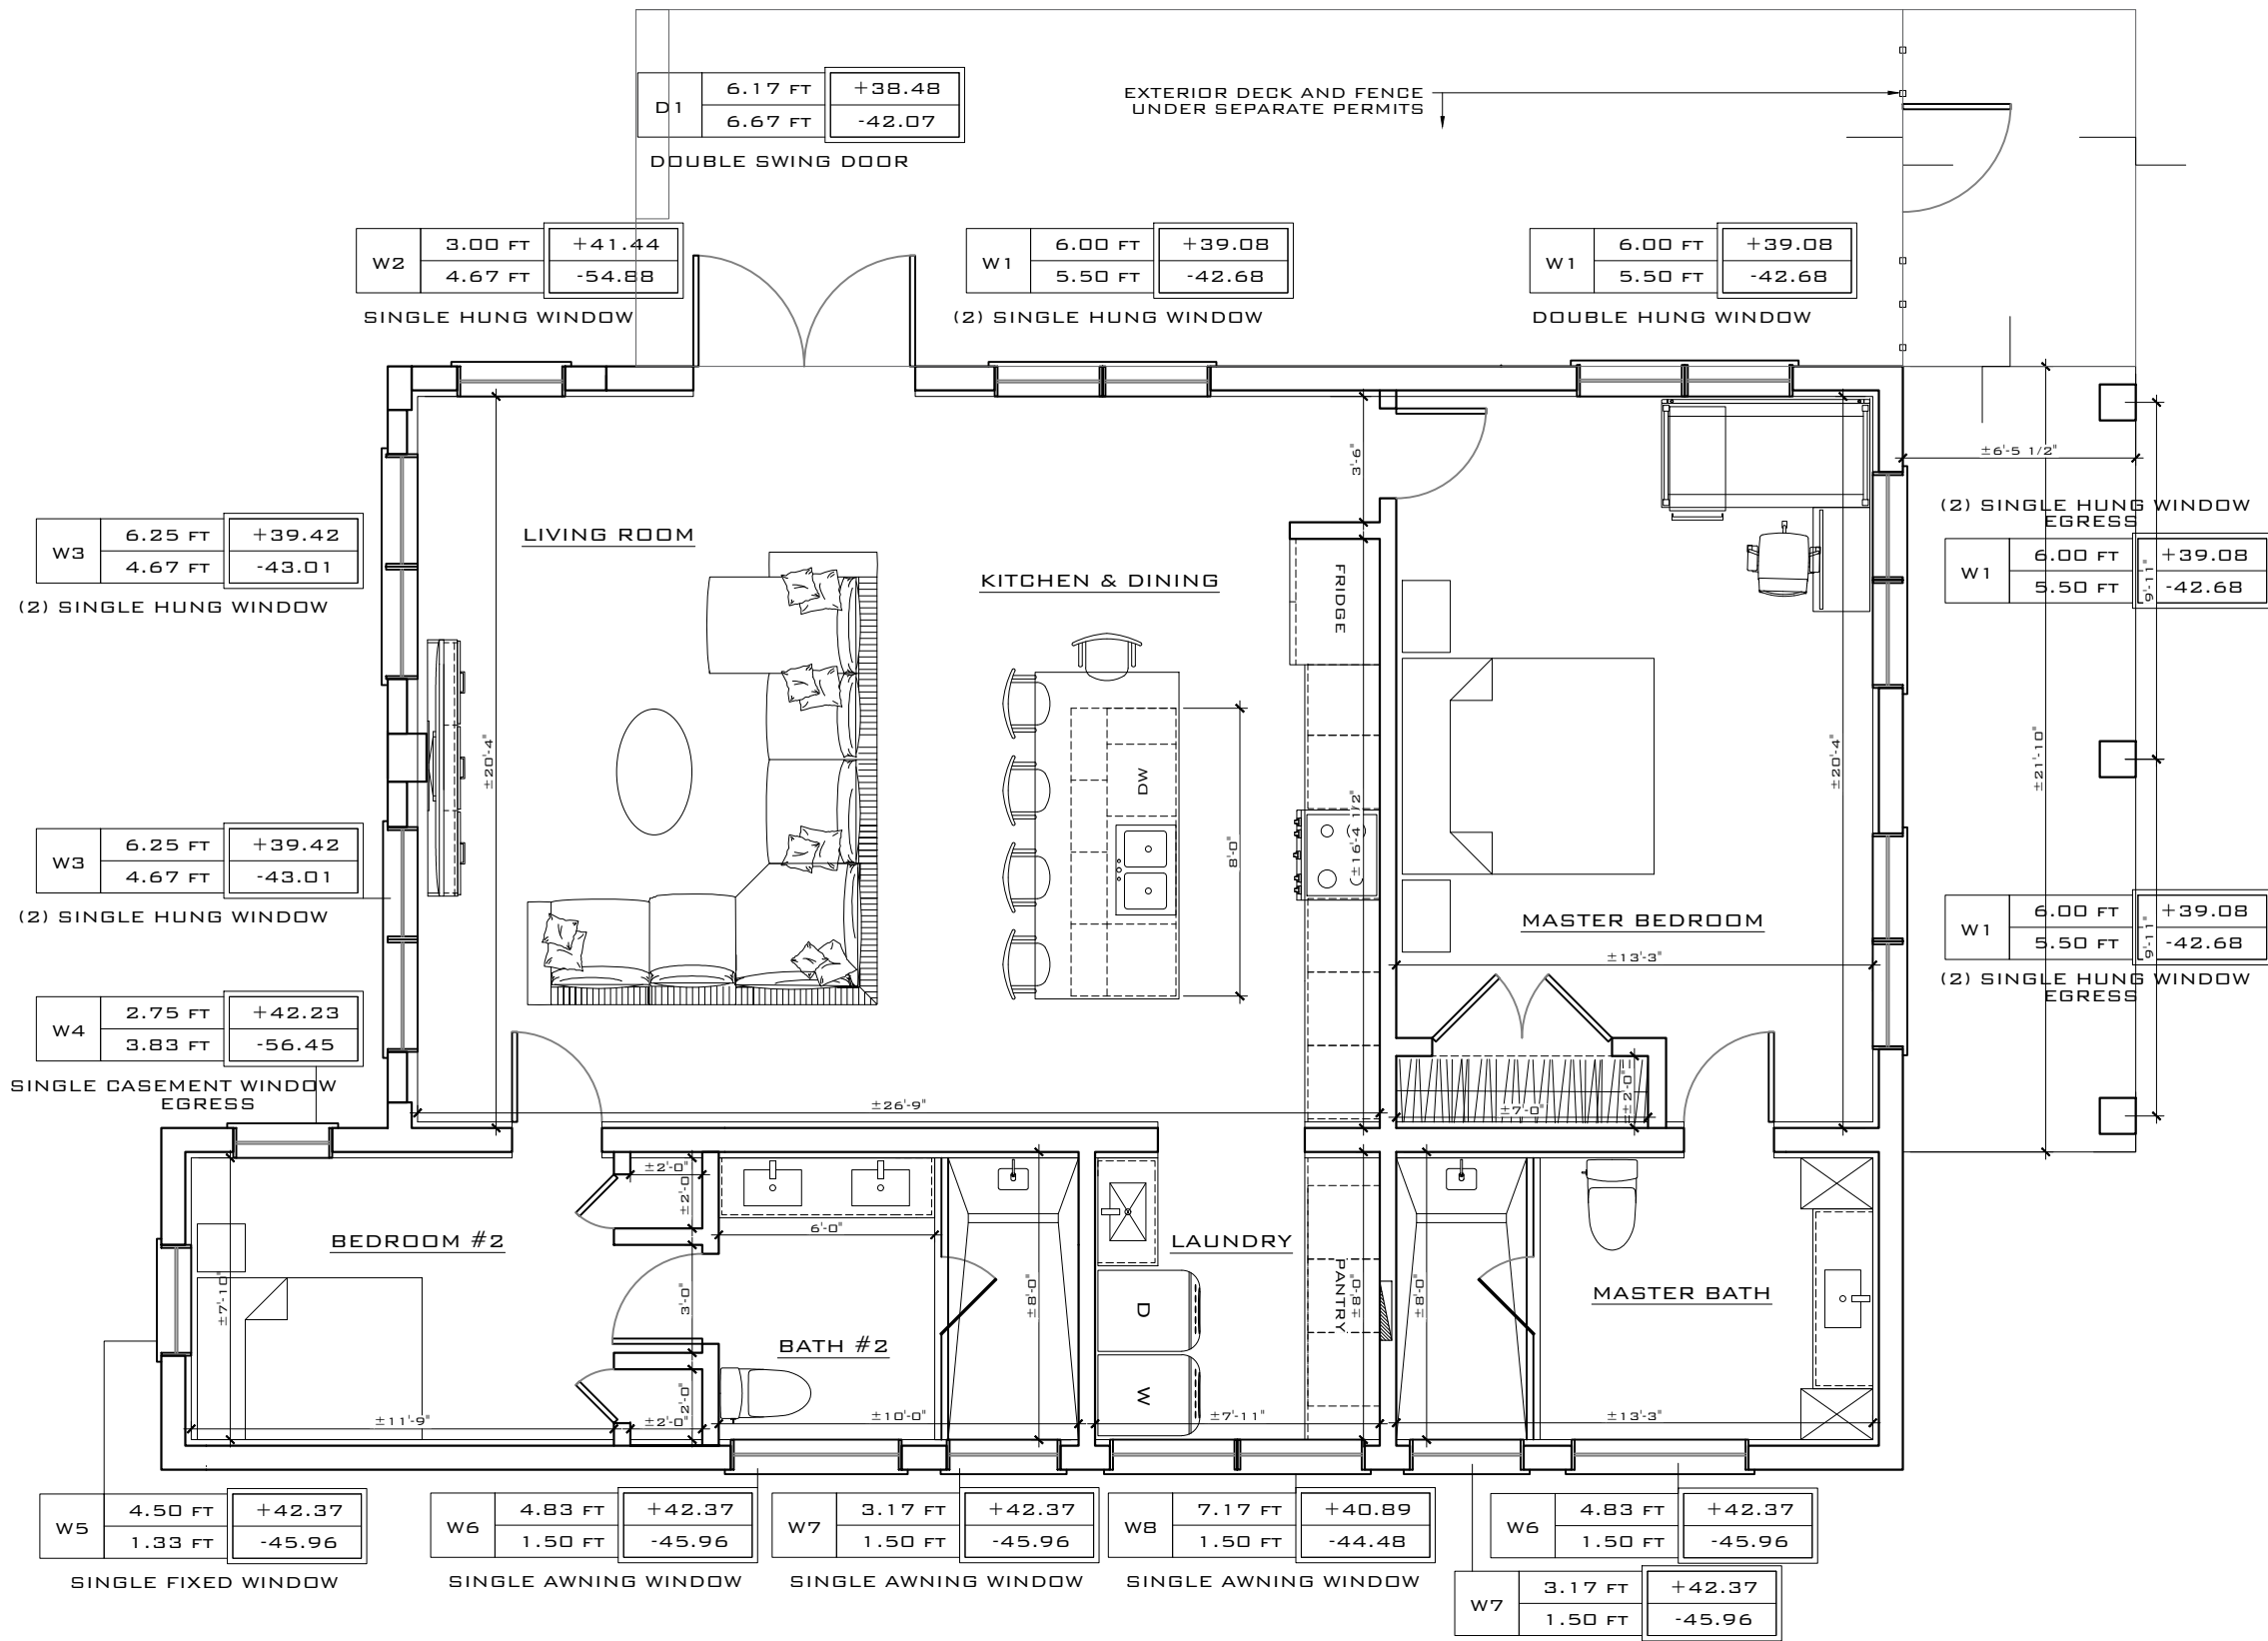 D1
6.17 FT
+38.48
6.67 FT
-42.07
DOUBLE SWING DOOR
EXTERIOR DECK AND FENCE
UNDER SEPARATE PERMITS
W2
3.00 FT
+41.44
4.67 FT
-54.88
SINGLE HUNG WINDOW
W1
6.00 FT
+39.08
5.50 FT
-42.68
(2) SINGLE HUNG WINDOW
W1
6.00 FT
+39.08
5.50 FT
-42.68
DOUBLE HUNG WINDOW
±6'-5 1/2"
3'-6"
W3
6.25 FT
+39.42
4.67 FT
-43.01
(2) SINGLE HUNG WINDOW
LIVING ROOM
KITCHEN & DINING
FRIDGE
(2) SINGLE HUNG WINDOW
EGRESS
W1
6.00 FT
+39.08
5.50 FT
-42.68
9'-11"
±20'-4"
DW
8'-0"
±16'-4 1/2"
±20'-4"
±21'-10"
W3
6.25 FT
+39.42
4.67 FT
-43.01
(2) SINGLE HUNG WINDOW
MASTER BEDROOM
±13'-3"
W1
6.00 FT
+39.08
5.50 FT
-42.68
9'-11"
(2) SINGLE HUNG WINDOW
EGRESS
W4
2.75 FT
+42.23
3.83 FT
-56.45
SINGLE CASEMENT WINDOW
EGRESS
±26'-9"
±7'-0"
±2'-0"
±2'-0"
±2'-0"
6'-0"
BEDROOM #2
LAUNDRY
±7'-10"
3'-0"
±8'-0"
D
PANTRY
±8'-0"
±8'-0"
MASTER BATH
BATH #2
W
±2'-0"
±11'-9"
±2'-0"
±10'-0"
±7'-11"
±13'-3"
W5
4.50 FT
+42.37
1.33 FT
-45.96
SINGLE FIXED WINDOW
W6
4.83 FT
+42.37
1.50 FT
-45.96
SINGLE AWNING WINDOW
W7
3.17 FT
+42.37
1.50 FT
-45.96
SINGLE AWNING WINDOW
W8
7.17 FT
+40.89
1.50 FT
-44.48
SINGLE AWNING WINDOW
W6
4.83 FT
+42.37
1.50 FT
-45.96
W7
3.17 FT
+42.37
1.50 FT
-45.96